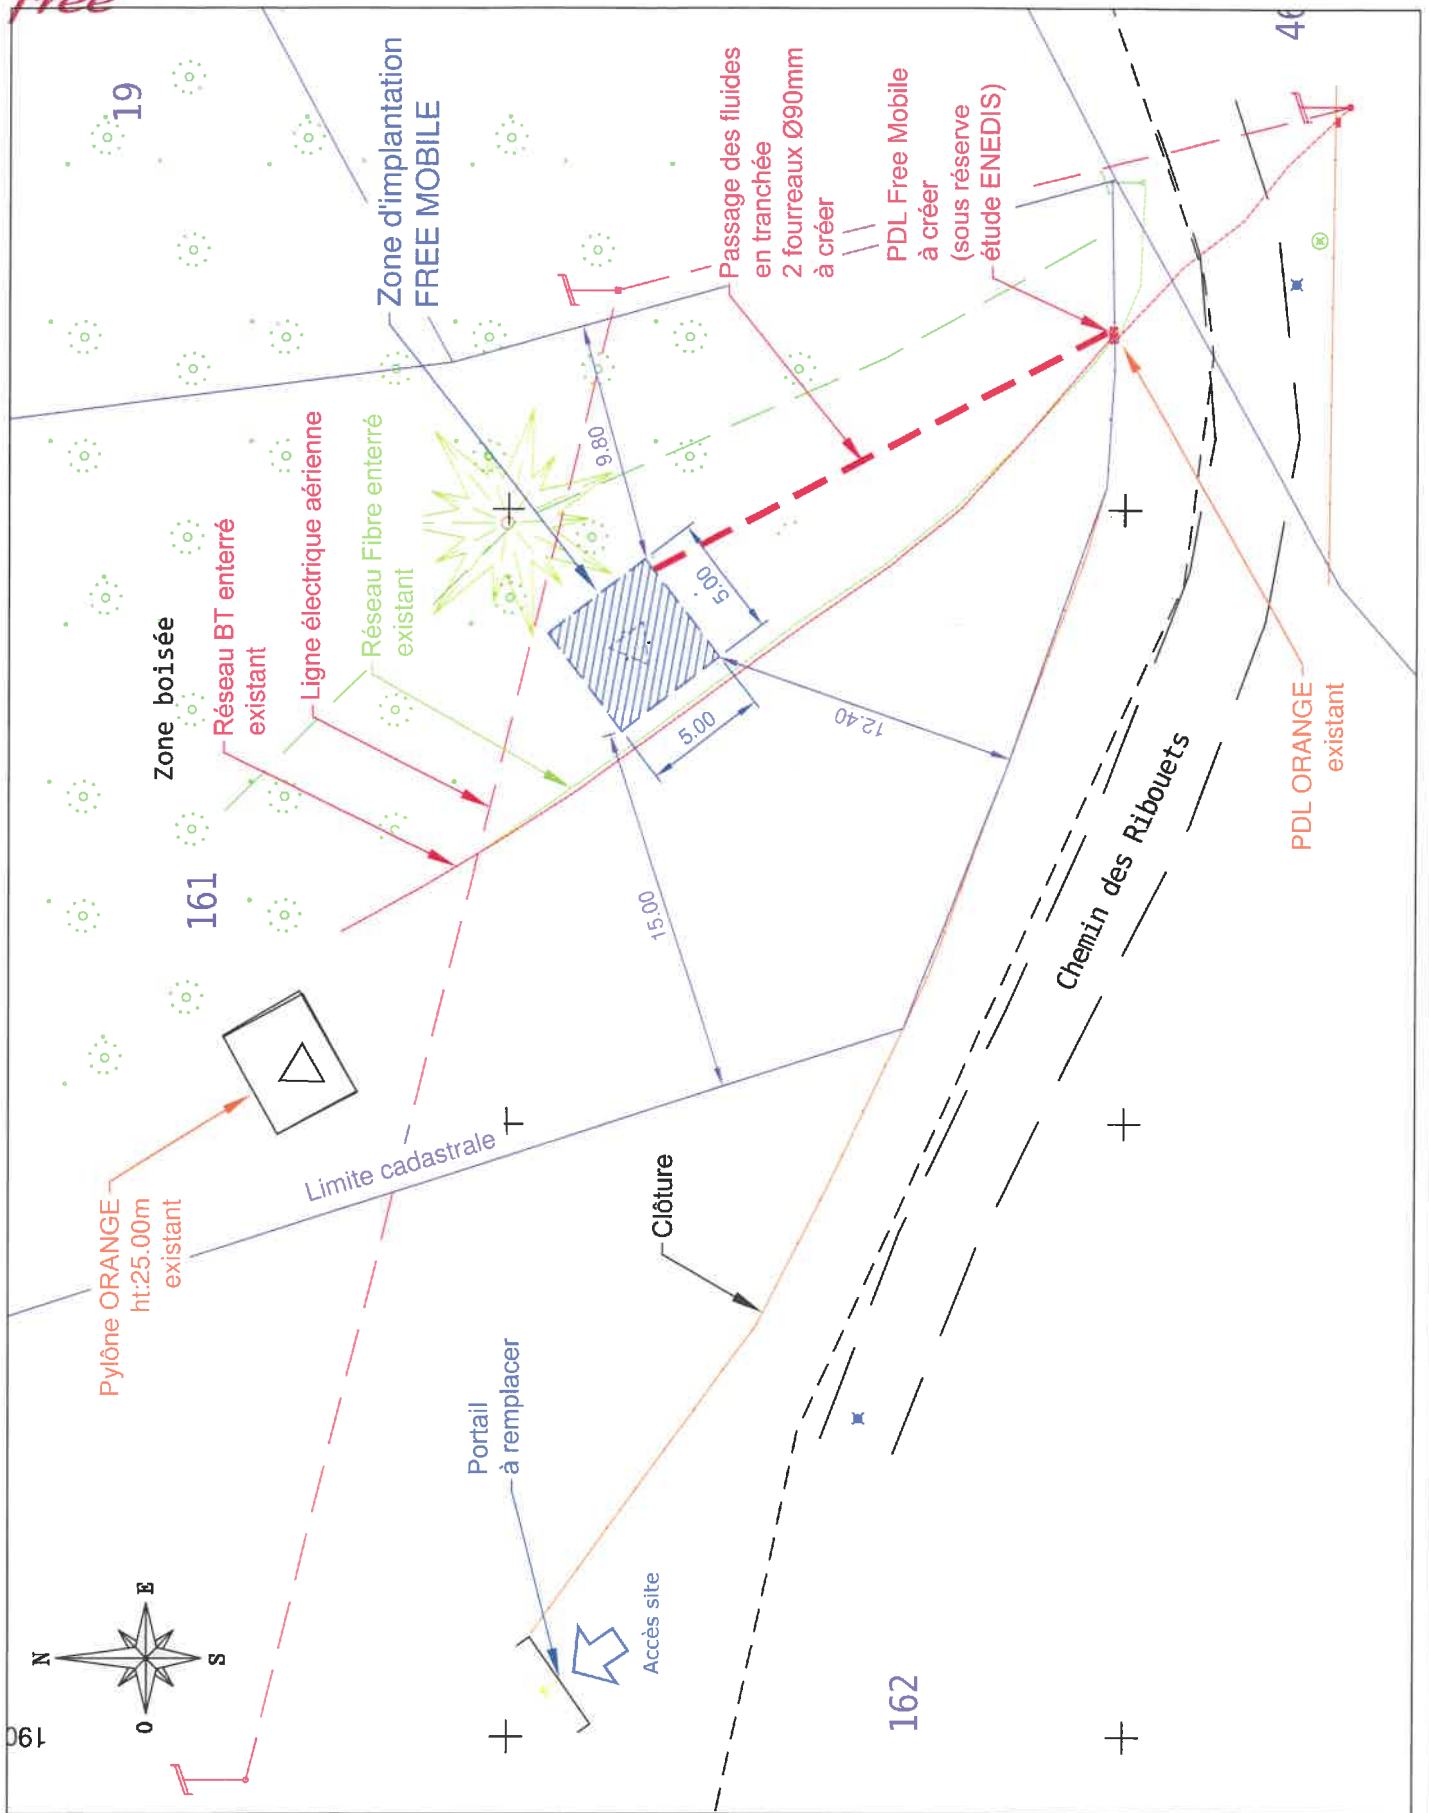 free
19
46
Zone d'implantation
FREE MOBILE
Passage des fluides
en tranchée
2 fourreaux Ø90mm
à créer
PDL Free Mobile
à créer
(sous réserve
étude ENEDIS)
Zone boisée
Réseau BT enterré
existant
Ligne électrique aérienne
Réseau Fibre enterré
existant
9.80
5.00
5.00
12.40
15.00
161
Pylône ORANGE
ht:25.00m
existant
Limite cadastrale
Clôture
Chemin des Ribouets
PDL ORANGE
existant
Portail
à remplacer
Accès site
162
N
E
S
O
190